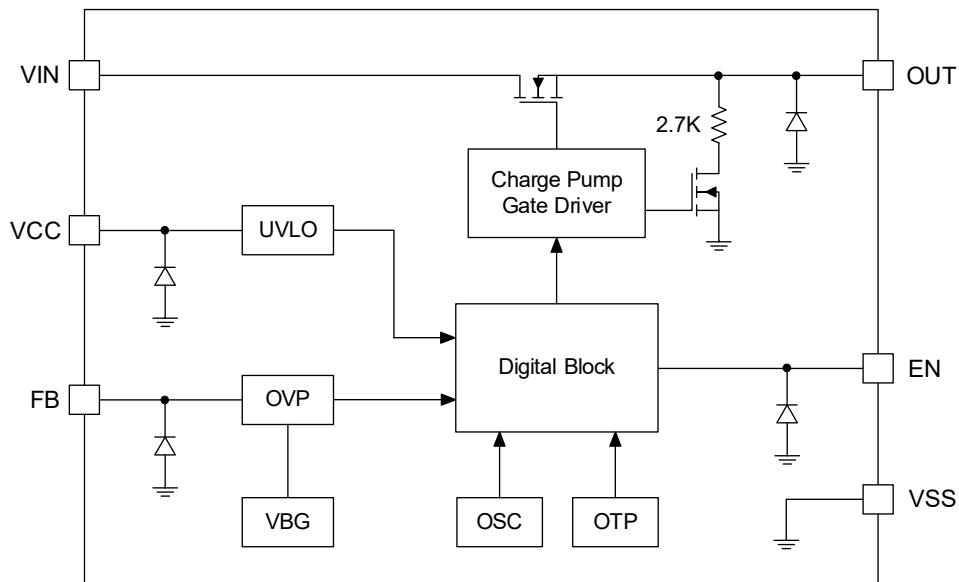 VIN
OUT
2.7K
Charge Pump
Gate Driver
VCC
UVLO
Digital Block
EN
FB
OVP
VSS
VBG
OSC
OTP